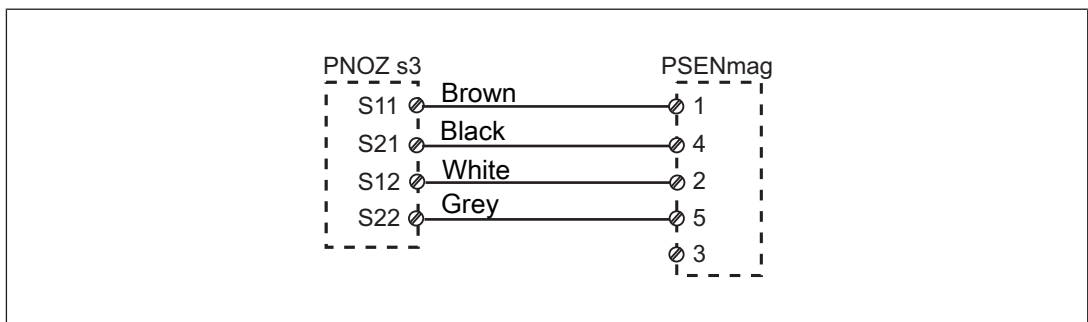 PNOZ s3 PSENmag
S11 Brown 1
S21 Black 4
S12 White 2
S22 Grey 5
3